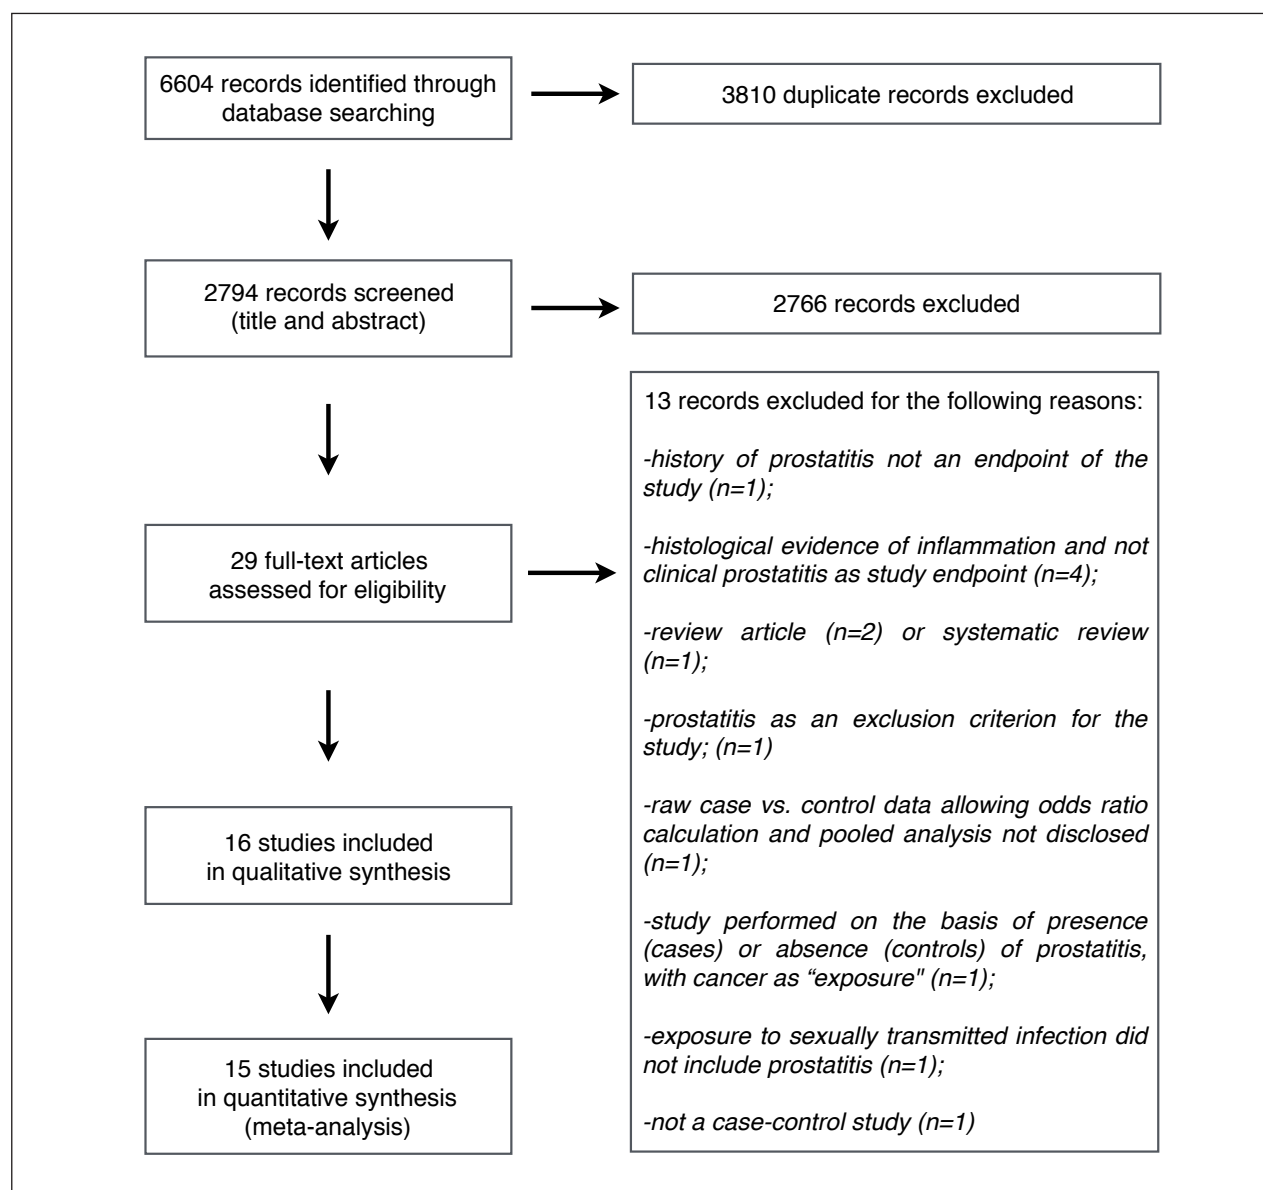 6604 records identified through
database searching
3810 duplicate records excluded
2794 records screened
(title and abstract)
2766 records excluded
29 full-text articles
assessed for eligibility
13 records excluded for the following reasons:
-history of prostatitis not an endpoint of the
study (n=1);
-histological evidence of inflammation and not
clinical prostatitis as study endpoint (n=4);
-review article (n=2) or systematic review
(n=1);
-prostatitis as an exclusion criterion for the
study; (n=1)
-raw case vs. control data allowing odds ratio
calculation and pooled analysis not disclosed
(n=1);
-study performed on the basis of presence
(cases) or absence (controls) of prostatitis,
with cancer as “exposure" (n=1);
-exposure to sexually transmitted infection did
not include prostatitis (n=1);
-not a case-control study (n=1)
16 studies included
in qualitative synthesis
15 studies included
in quantitative synthesis
(meta-analysis)